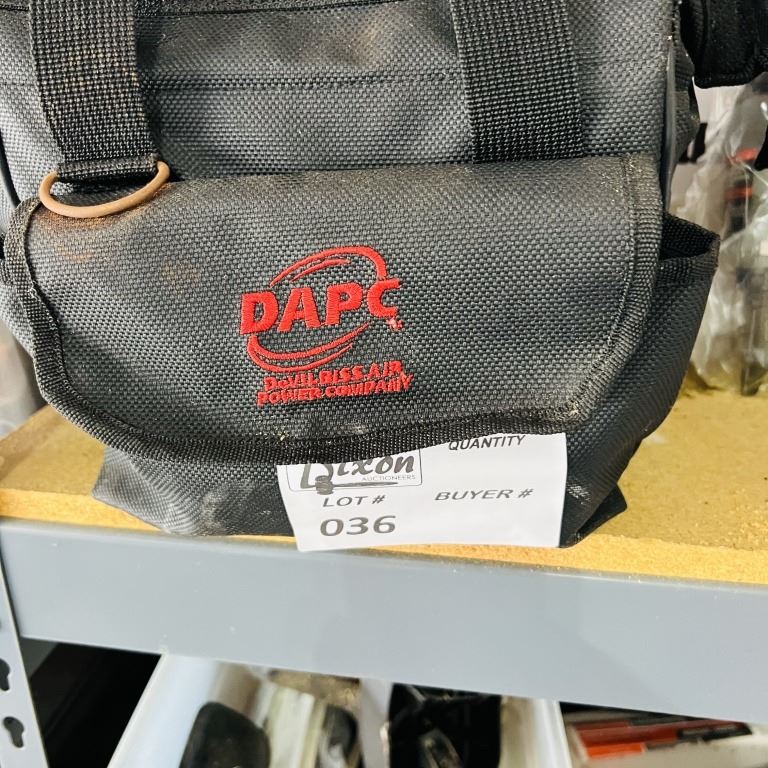 DAPC
DeVILBISS AIR
POWER COMPANY
QUANTITY
Dixon
AUCTIONEERS
LOT # BUYER #
036